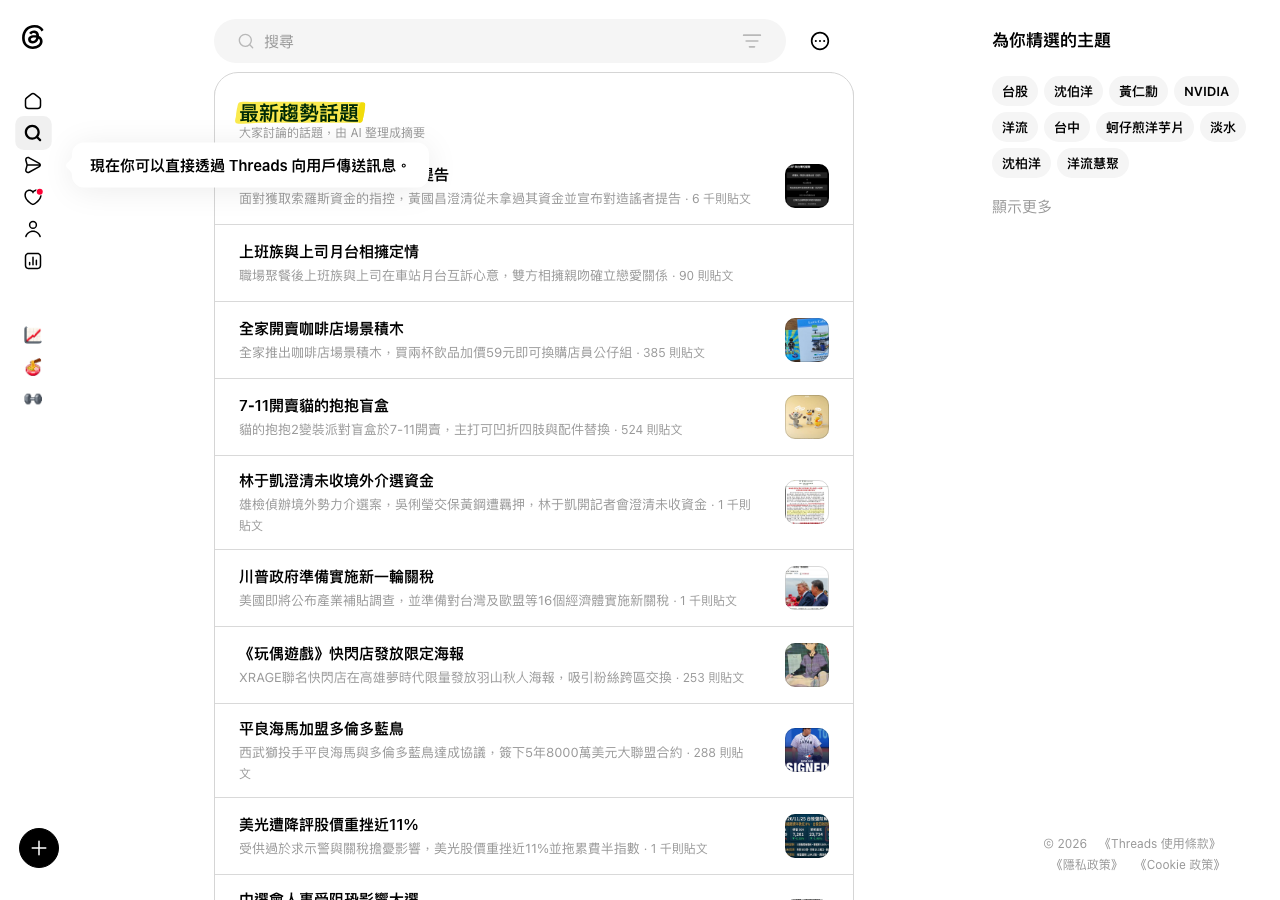 搜尋
最新趨勢話題
大家討論的話題，由 AI 整理成摘要
現在你可以直接透過 Threads 向用戶傳送訊息。
提告
面對獲取索羅斯資金的指控，黃國昌澄清從未拿過其資金並宣布對造謠者提告 · 6 千則貼文
上班族與上司月台相擁定情
職場聚餐後上班族與上司在車站月台互訴心意，雙方相擁親吻確立戀愛關係 · 90 則貼文
全家開賣咖啡店場景積木
全家推出咖啡店場景積木，買兩杯飲品加價59元即可換購店員公仔組 · 385 則貼文
7-11開賣貓的抱抱盲盒
貓的抱抱2變裝派對盲盒於7-11開賣，主打可凹折四肢與配件替換 · 524 則貼文
林于凱澄清未收境外介選資金
雄檢偵辦境外勢力介選案，吳俐瑩交保黃鋼遭羈押，林于凱開記者會澄清未收資金 · 1 千則
貼文
川普政府準備實施新一輪關稅
美國即將公布產業補貼調查，並準備對台灣及歐盟等16個經濟體實施新關稅 · 1 千則貼文
《玩偶遊戲》快閃店發放限定海報
XRAGE聯名快閃店在高雄夢時代限量發放羽山秋人海報，吸引粉絲跨區交換 · 253 則貼文
平良海馬加盟多倫多藍鳥
西武獅投手平良海馬與多倫多藍鳥達成協議，簽下5年8000萬美元大聯盟合約 · 288 則貼
文
SIGNED
美光遭降評股價重挫近11%
受供過於求示警與關稅擔憂影響，美光股價重挫近11%並拖累費半指數 · 1 千則貼文
中選會人事受阻恐影響大選
為你精選的主題
台股 沈伯洋 黃仁勳 NVIDIA
洋流 台中 蚵仔煎洋芋片 淡水
沈柏洋 洋流慧聚
顯示更多
© 2026 《Threads 使用條款》
《隱私政策》 《Cookie 政策》